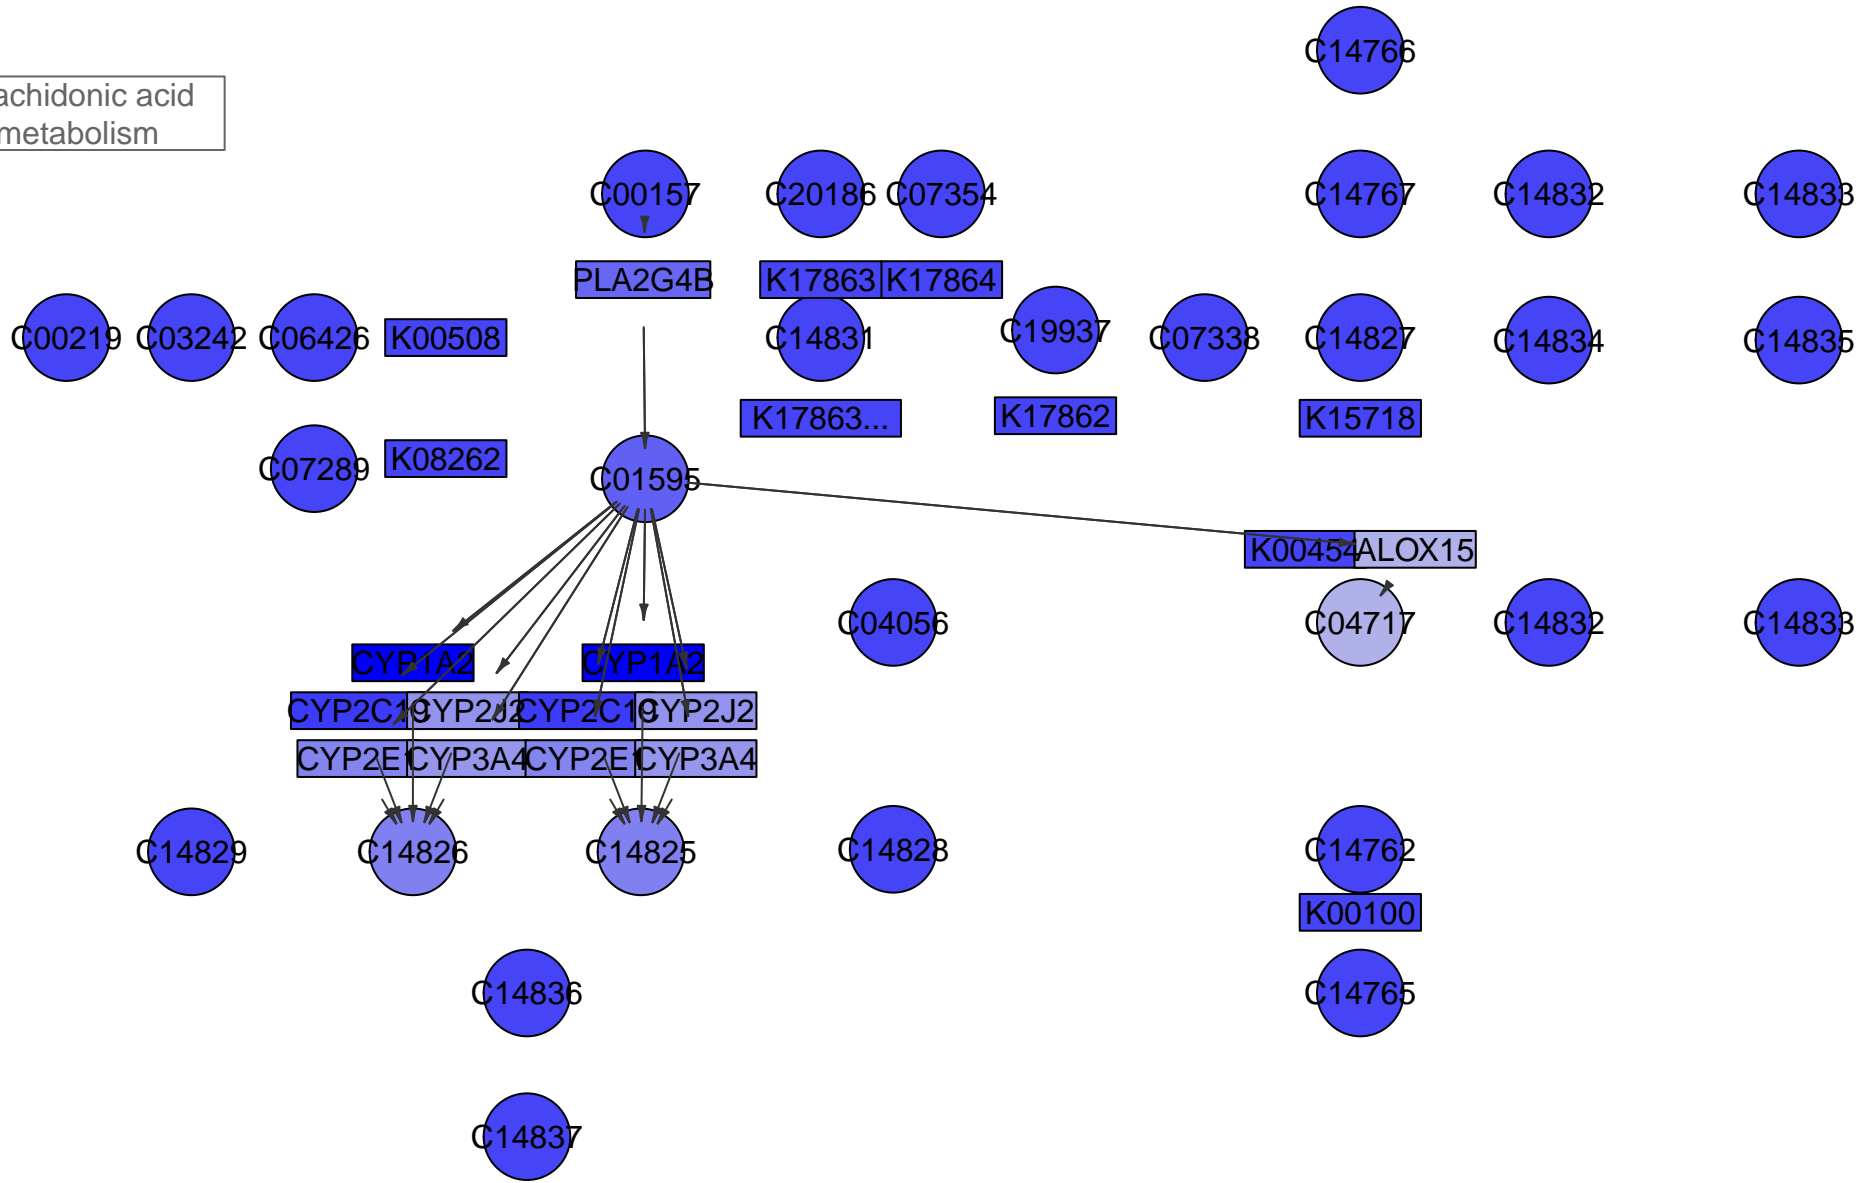 C14766
achidonic acid
metabolism
C00157
C20186
C07354
C14767
C14832
C14833
PLA2G4B
K17863
K17864
C00219
C03242
C06426
K00508
C14831
C19937
C07338
C14827
C14834
C14835
K17863...
K17862
K15718
C07289
K08262
C01595
K00454
ALOX15
C04056
C04717
C14832
C14833
CYP1A2
CYP1A2
CYP2C19
CYP2J2
CYP2C19
CYP2J2
CYP2E1
CYP3A4
CYP2E1
CYP3A4
C14829
C14826
C14825
C14828
C14762
K00100
C14836
C14765
C14837